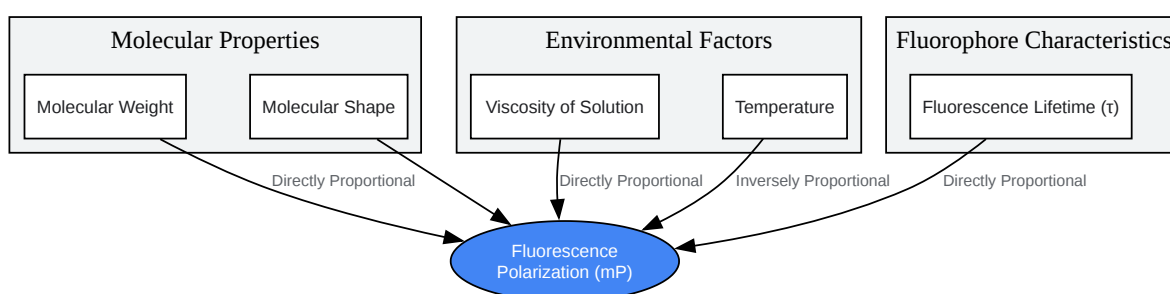 Molecular Properties
Environmental Factors
Fluorophore Characteristics
Molecular Weight
Molecular Shape
Viscosity of Solution
Temperature
Fluorescence Lifetime (τ)
Directly Proportional
Directly Proportional
Inversely Proportional
Directly Proportional
Fluorescence
Polarization (mP)